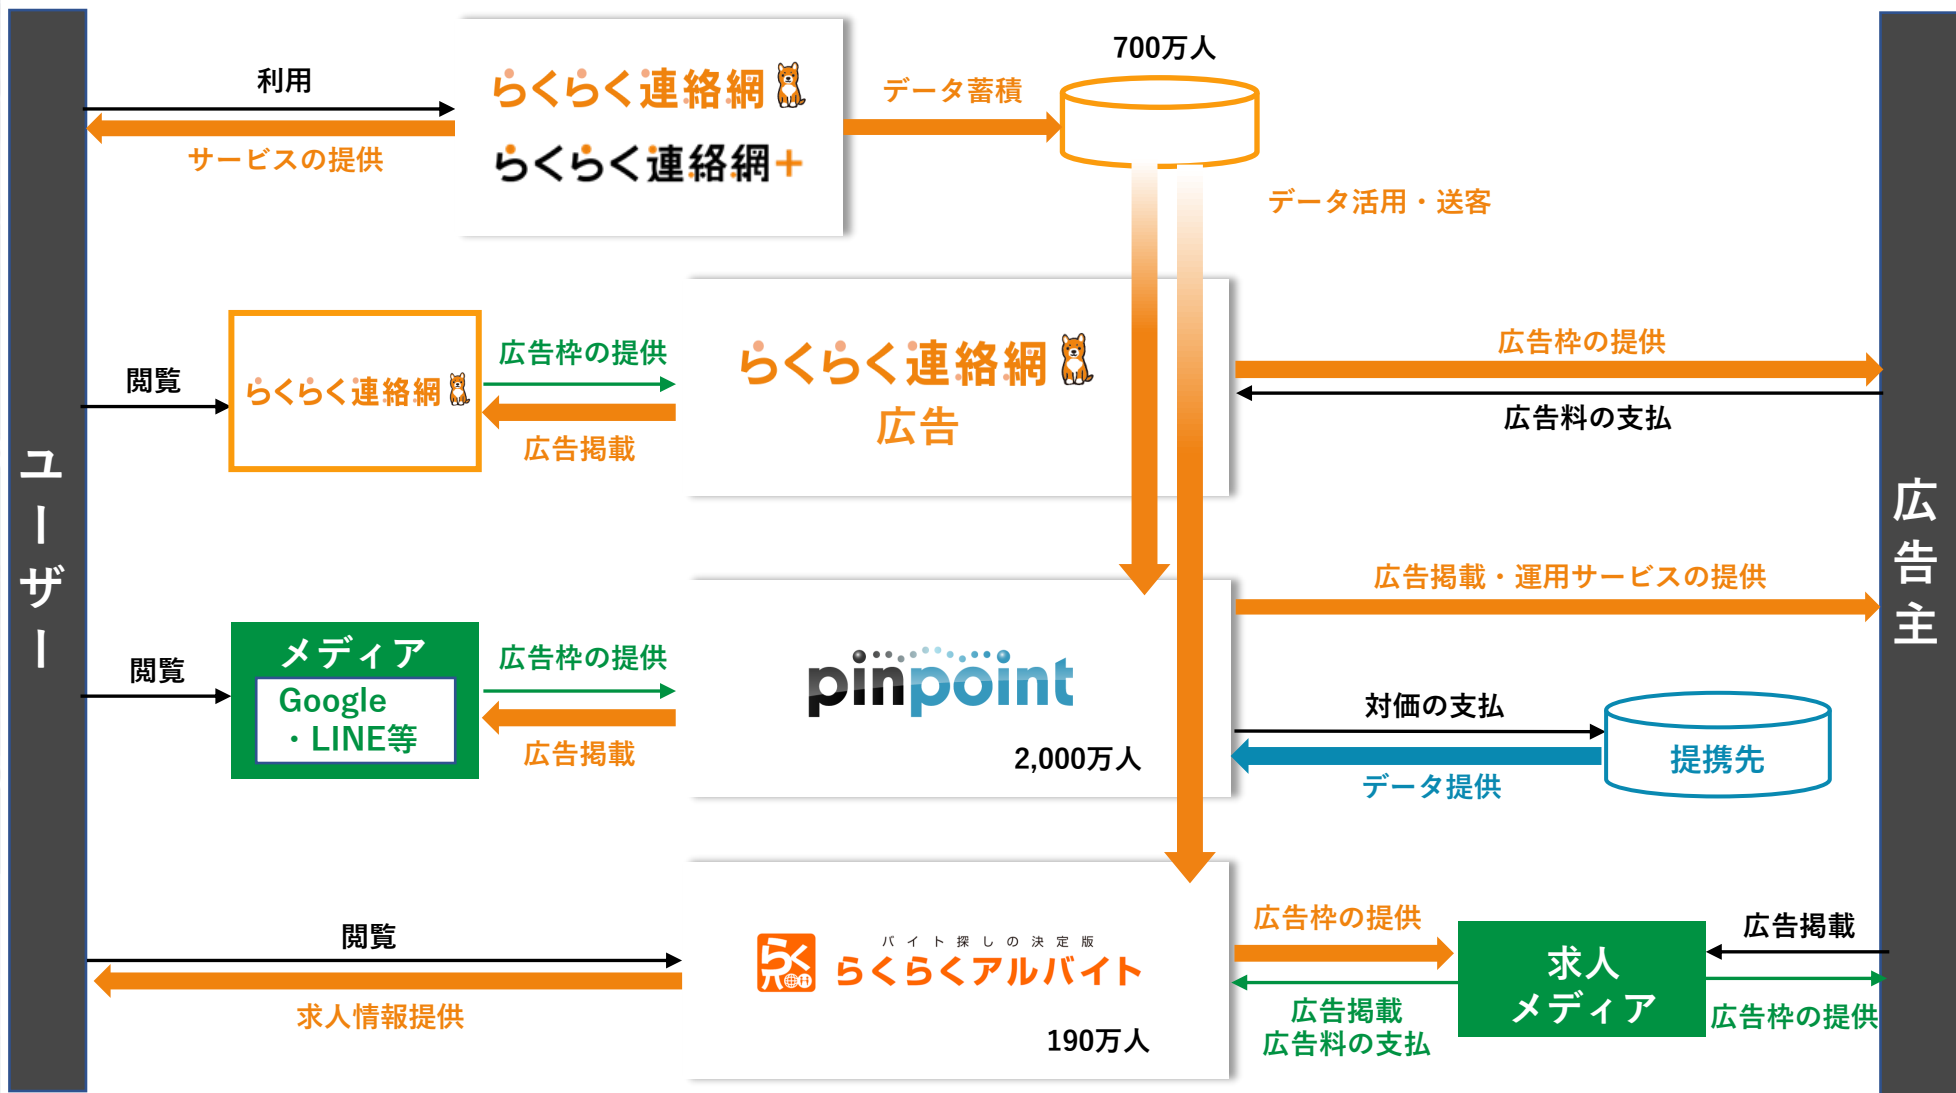 ユーザー
広告主
利用
サービスの提供
らくらく連絡網
らくらく連絡網+
データ蓄積
700万人
データ活用・送客
閲覧
らくらく連絡網
広告枠の提供
広告掲載
らくらく連絡網
広告
広告枠の提供
広告料の支払
閲覧
メディア
Google
・LINE等
広告枠の提供
広告掲載
pinpoint
2,000万人
広告掲載・運用サービスの提供
対価の支払
データ提供
提携先
閲覧
求人情報提供
らく
バイト探しの決定版
らくらくアルバイト
190万人
広告枠の提供
広告掲載
広告料の支払
求人
メディア
広告掲載
広告枠の提供